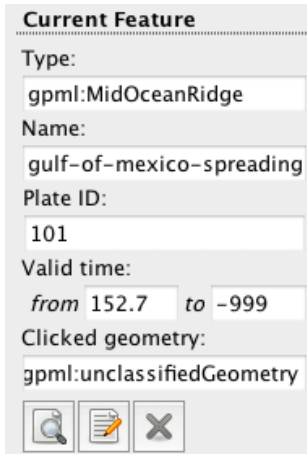 Current Feature
Type:
gpml:MidOceanRidge
Name:
gulf-of-mexico-spreading
Plate ID:
101
Valid time:
from 152.7 to -999
Clicked geometry:
gpml:unclassifiedGeometry